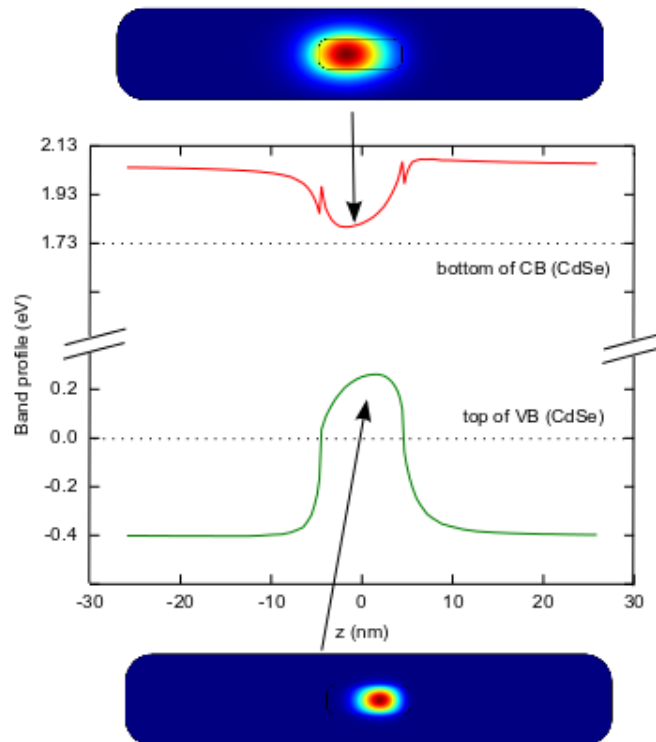 2.13
1.93
1.73
bottom of CB (CdSe)
Band profile (eV)
0.2
top of VB (CdSe)
0.0
-0.2
-0.4
-30 -20 -10 0 10 20 30
z (nm)